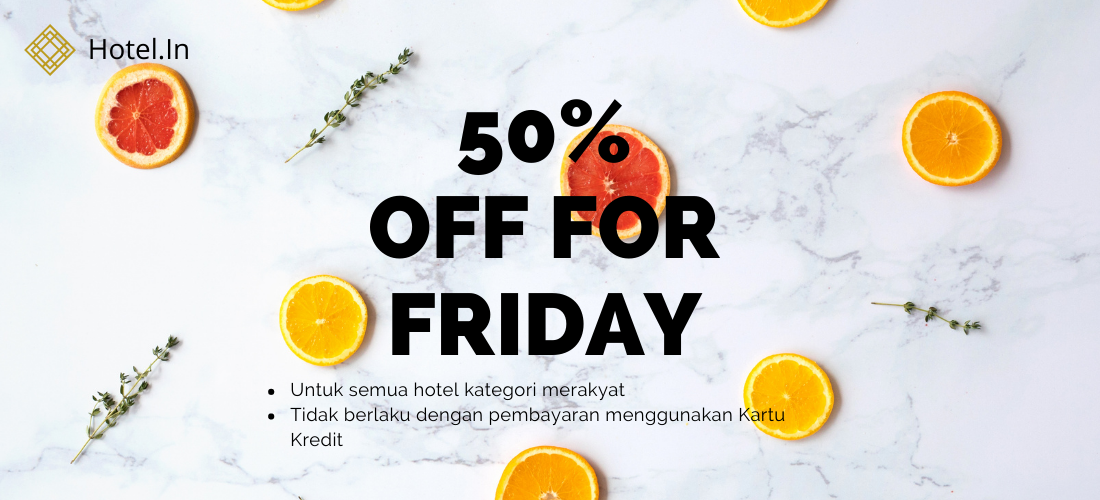 Hotel.In
50%
OFF FOR
FRIDAY
• Untuk semua hotel kategori merakyat
• Tidak berlaku dengan pembayaran menggunakan Kartu
Kredit